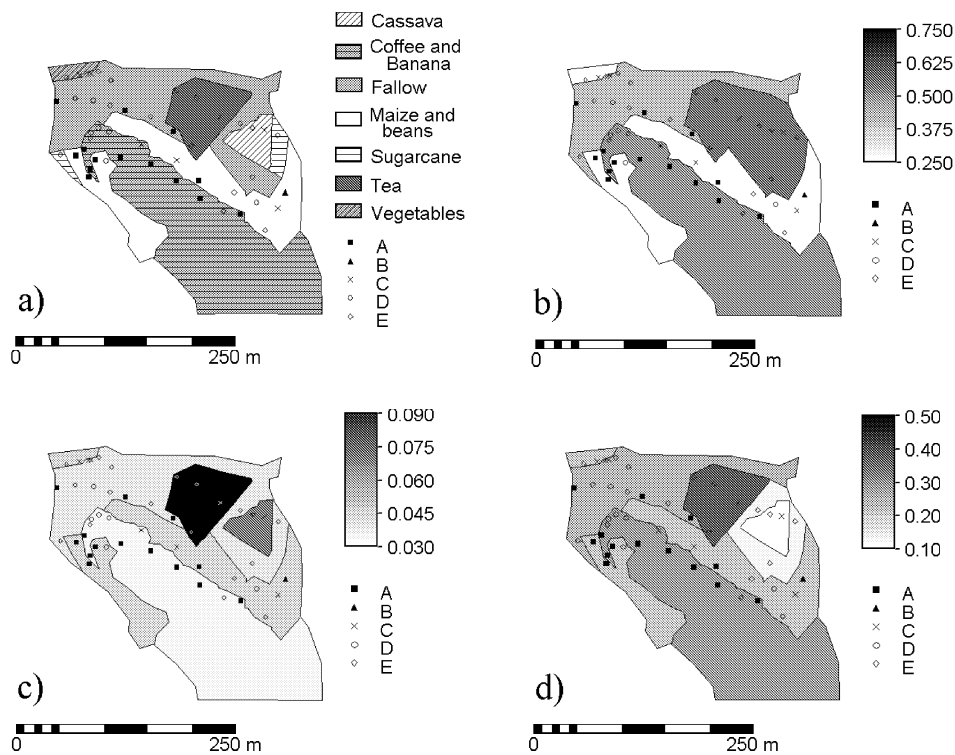 Cassava
Coffee and
Banana
Fallow
Maize and
beans
Sugarcane
Tea
Vegetables
A
B
C
D
E
a)
0
250 m
0.750
0.625
0.500
0.375
0.250
A
B
C
D
E
b)
0
250 m
0.090
0.075
0.060
0.045
0.030
A
B
C
D
E
c)
0
250 m
0.50
0.40
0.30
0.20
0.10
A
B
C
D
E
d)
0
250 m